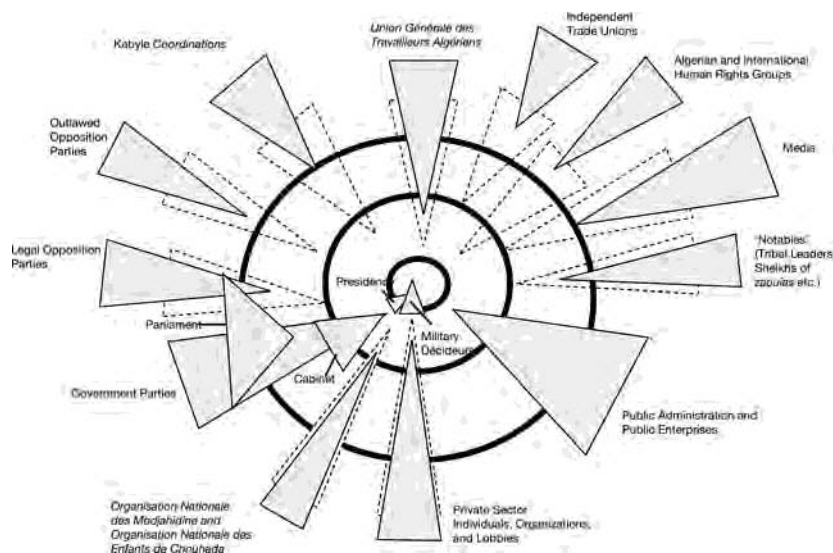 Union Générale des
Travailleurs Algériens
Independent
Trade Unions
Kabyle Coordinations
Algerian and International
Human Rights Groups
Outlawed
Opposition
Parties
Media
Legal Opposition
Parties
"Notables"
(Tribal Leaders
Sheikhs of
zaouias etc.)
Presidency
Parliament
Military
Décideurs
Cabinet
Government Parties
Public Administration and
Public Enterprises
Organisation Nationale
des Modjahidine and
Organisation Nationale des
Enfants de Chouhada
Private Sector
Individuals, Organizations,
and Lobbies